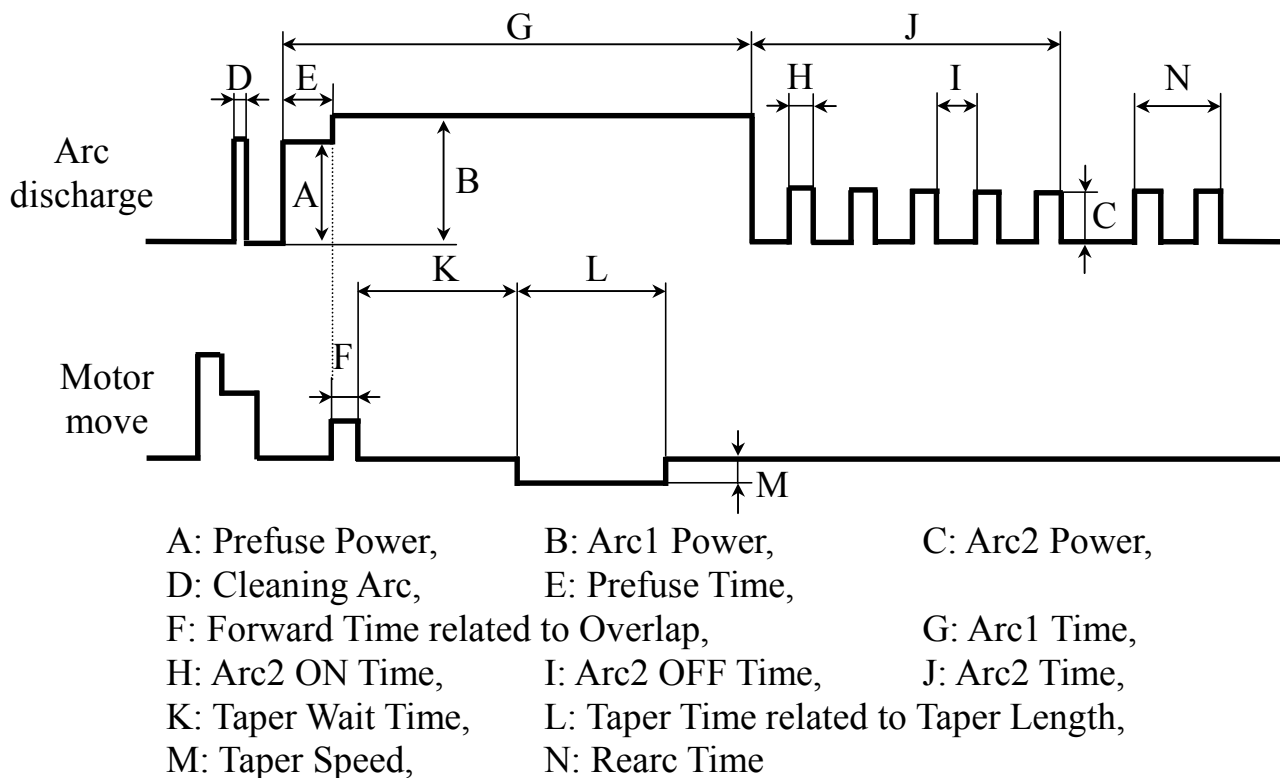 G
J
D
E
H
I
N
Arc
discharge
A
B
C
K
L
F
Motor
move
M
A: Prefuse Power, B: Arc1 Power, C: Arc2 Power,
D: Cleaning Arc, E: Prefuse Time,
F: Forward Time related to Overlap, G: Arc1 Time,
H: Arc2 ON Time, I: Arc2 OFF Time, J: Arc2 Time,
K: Taper Wait Time, L: Taper Time related to Taper Length,
M: Taper Speed, N: Rearc Time